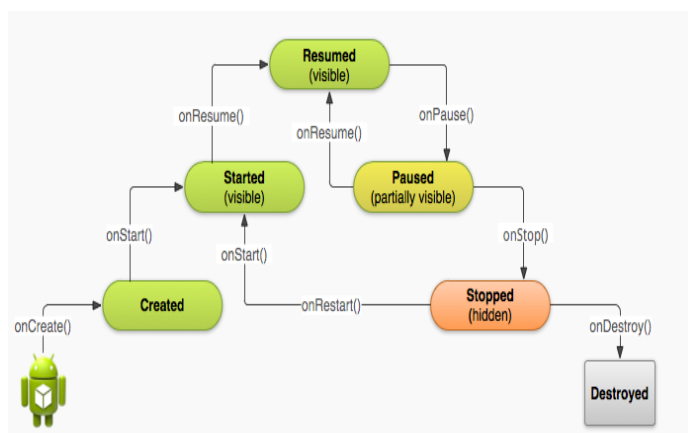 Resumed
(visible)
onResume()
onResume()
onPause()
Started
(visible)
Paused
(partially visible)
onStart()
onStart()
onStop()
Created
onRestart()
Stopped
(hidden)
onCreate()
onDestroy()
Destroyed